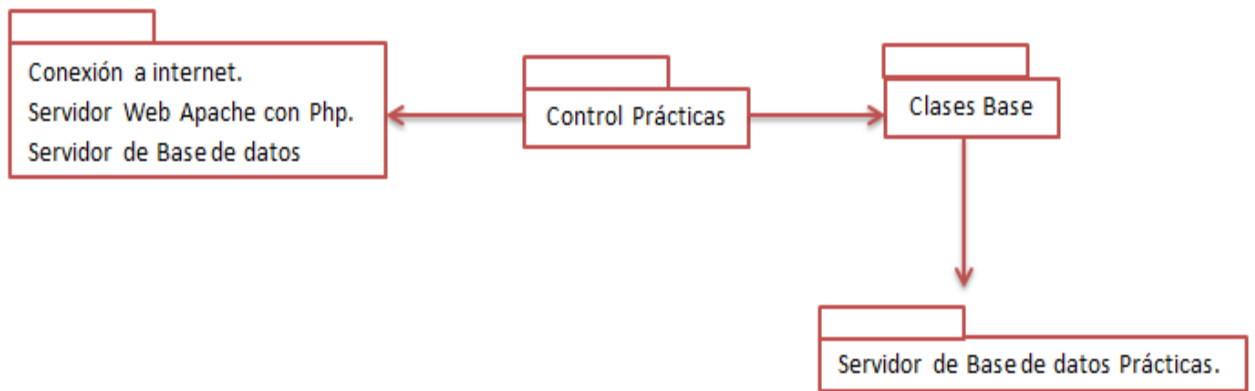 Conexión a internet.
Servidor Web Apache con Php.
Servidor de Base de datos
Control Prácticas
Clases Base
Servidor de Base de datos Prácticas.